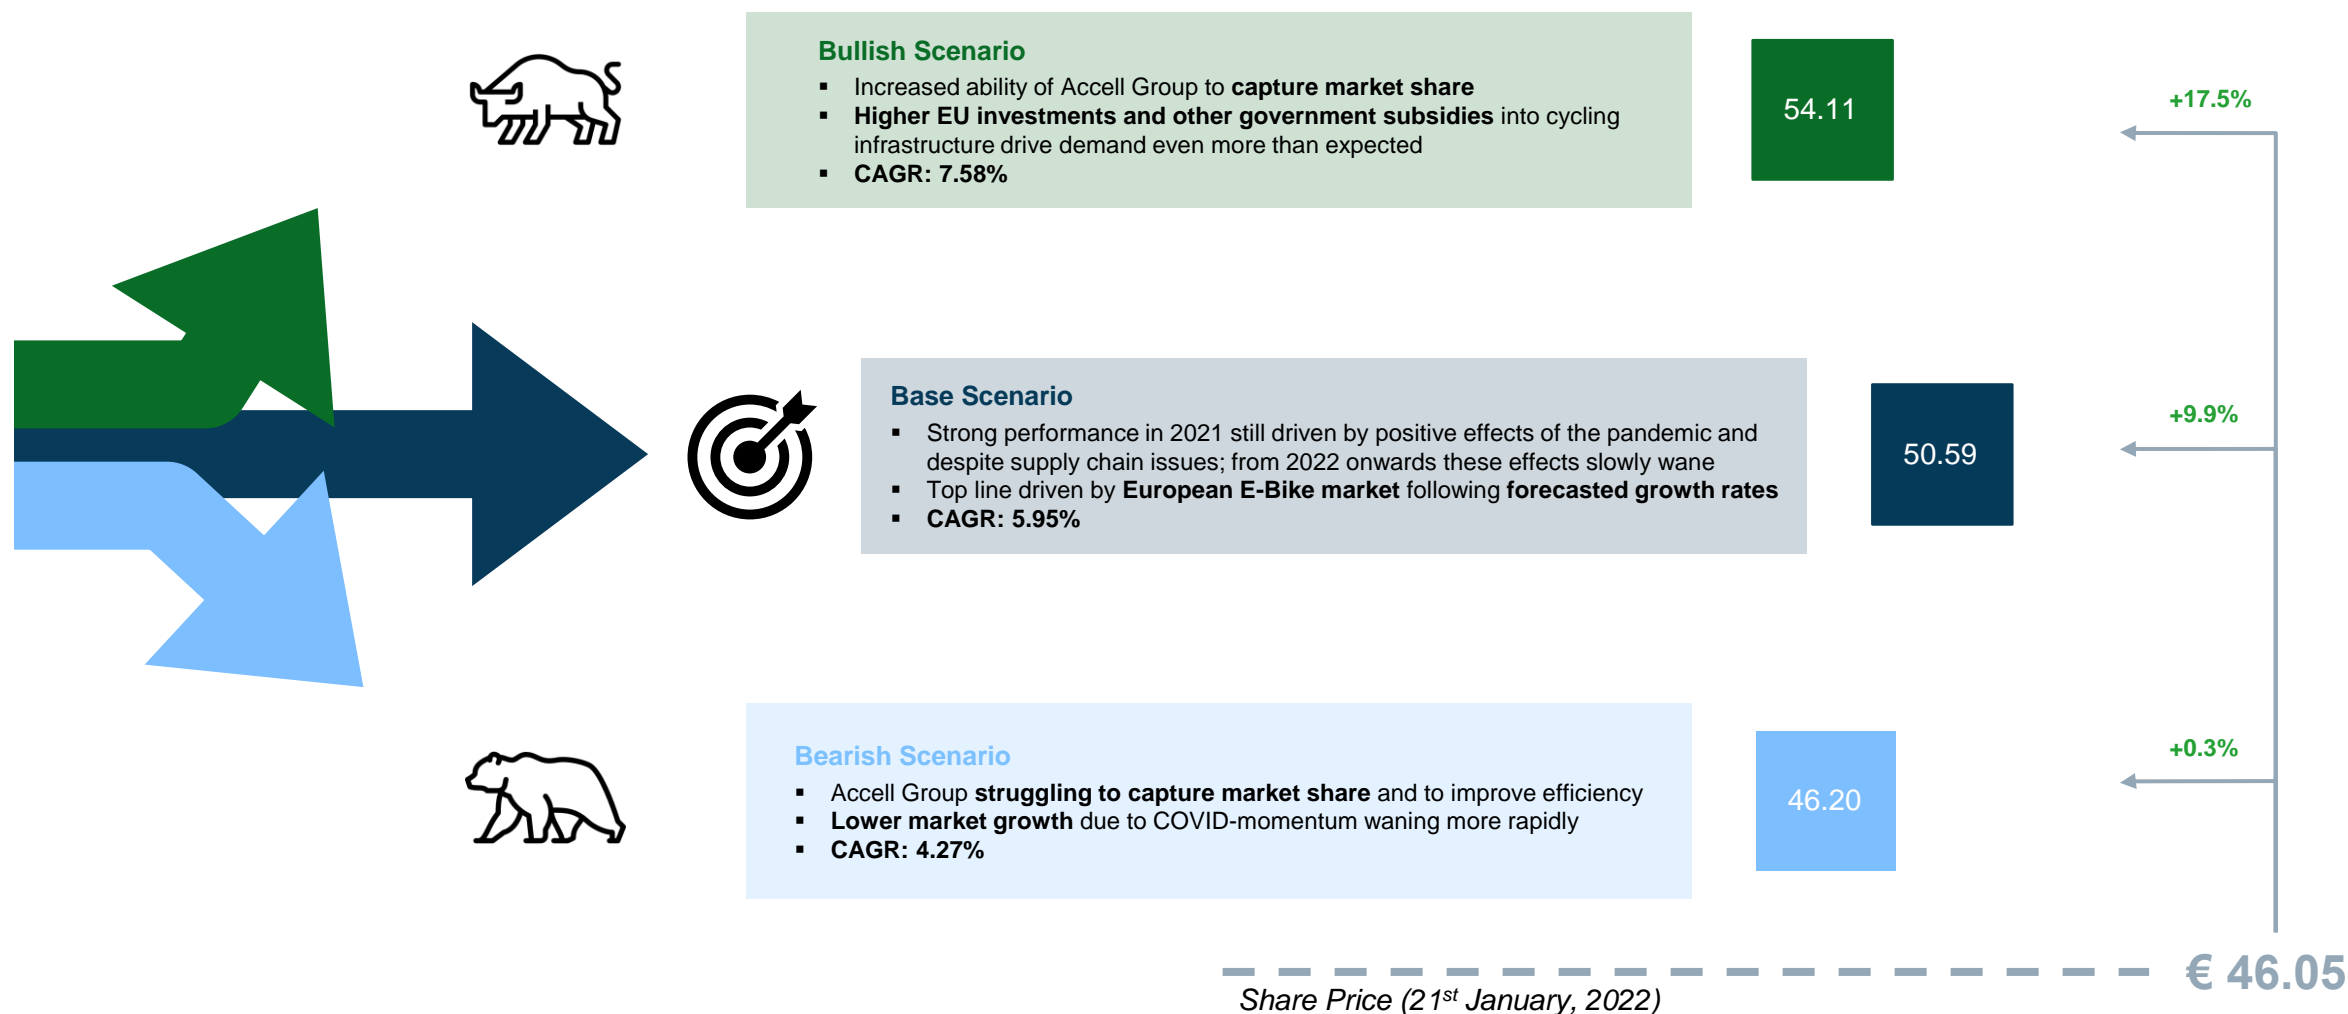 Bullish Scenario
▪ Increased ability of Accell Group to capture market share
▪ Higher EU investments and other government subsidies into cycling
infrastructure drive demand even more than expected
▪ CAGR: 7.58%
54.11
+17.5%
Base Scenario
▪ Strong performance in 2021 still driven by positive effects of the pandemic and
despite supply chain issues; from 2022 onwards these effects slowly wane
▪ Top line driven by European E-Bike market following forecasted growth rates
▪ CAGR: 5.95%
50.59
+9.9%
Bearish Scenario
▪ Accell Group struggling to capture market share and to improve efficiency
▪ Lower market growth due to COVID-momentum waning more rapidly
▪ CAGR: 4.27%
46.20
+0.3%
€ 46.05
Share Price (21st January, 2022)